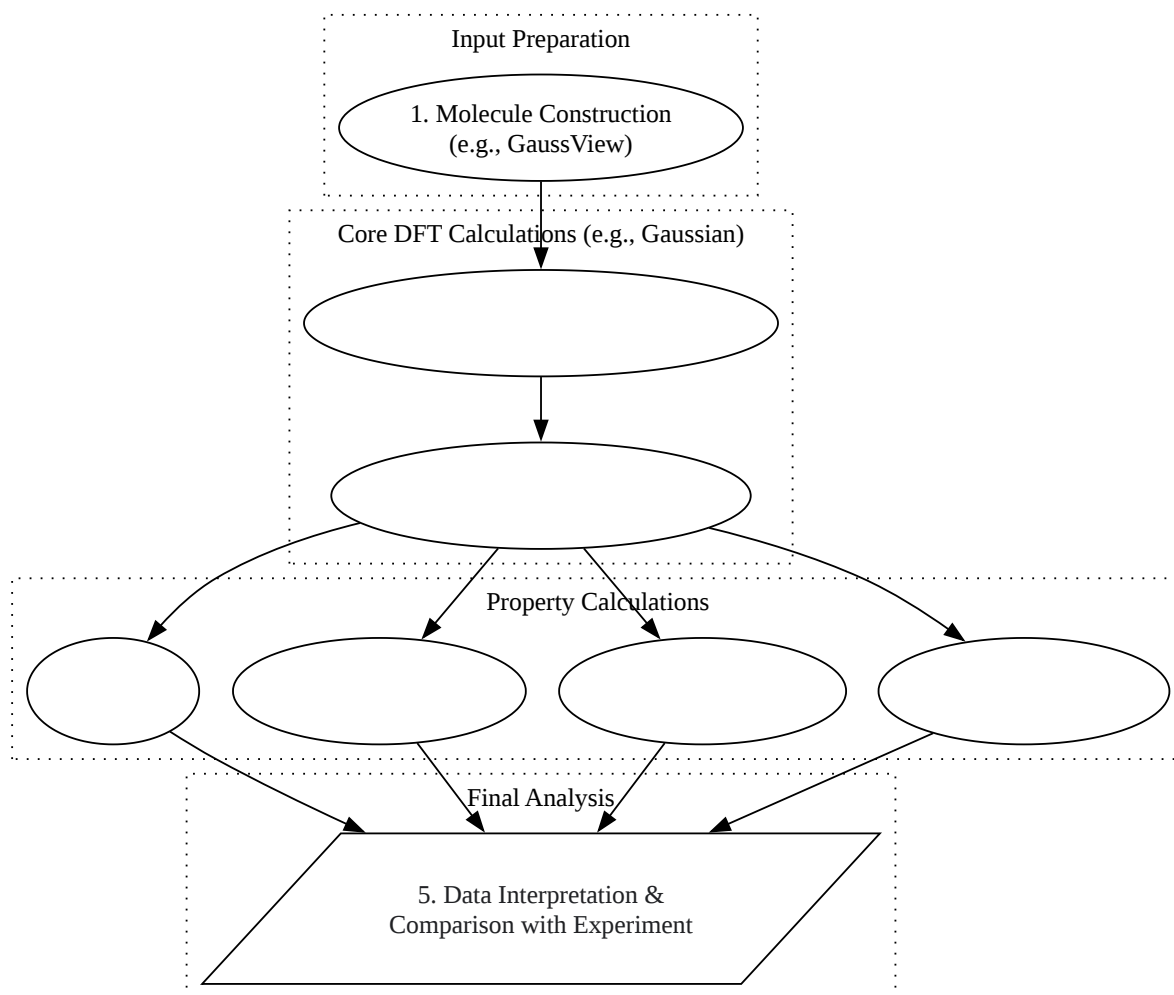 Input Preparation
1. Molecule Construction
(e.g., GaussView)
Core DFT Calculations (e.g., Gaussian)
Property Calculations
Final Analysis
5. Data Interpretation &
Comparison with Experiment